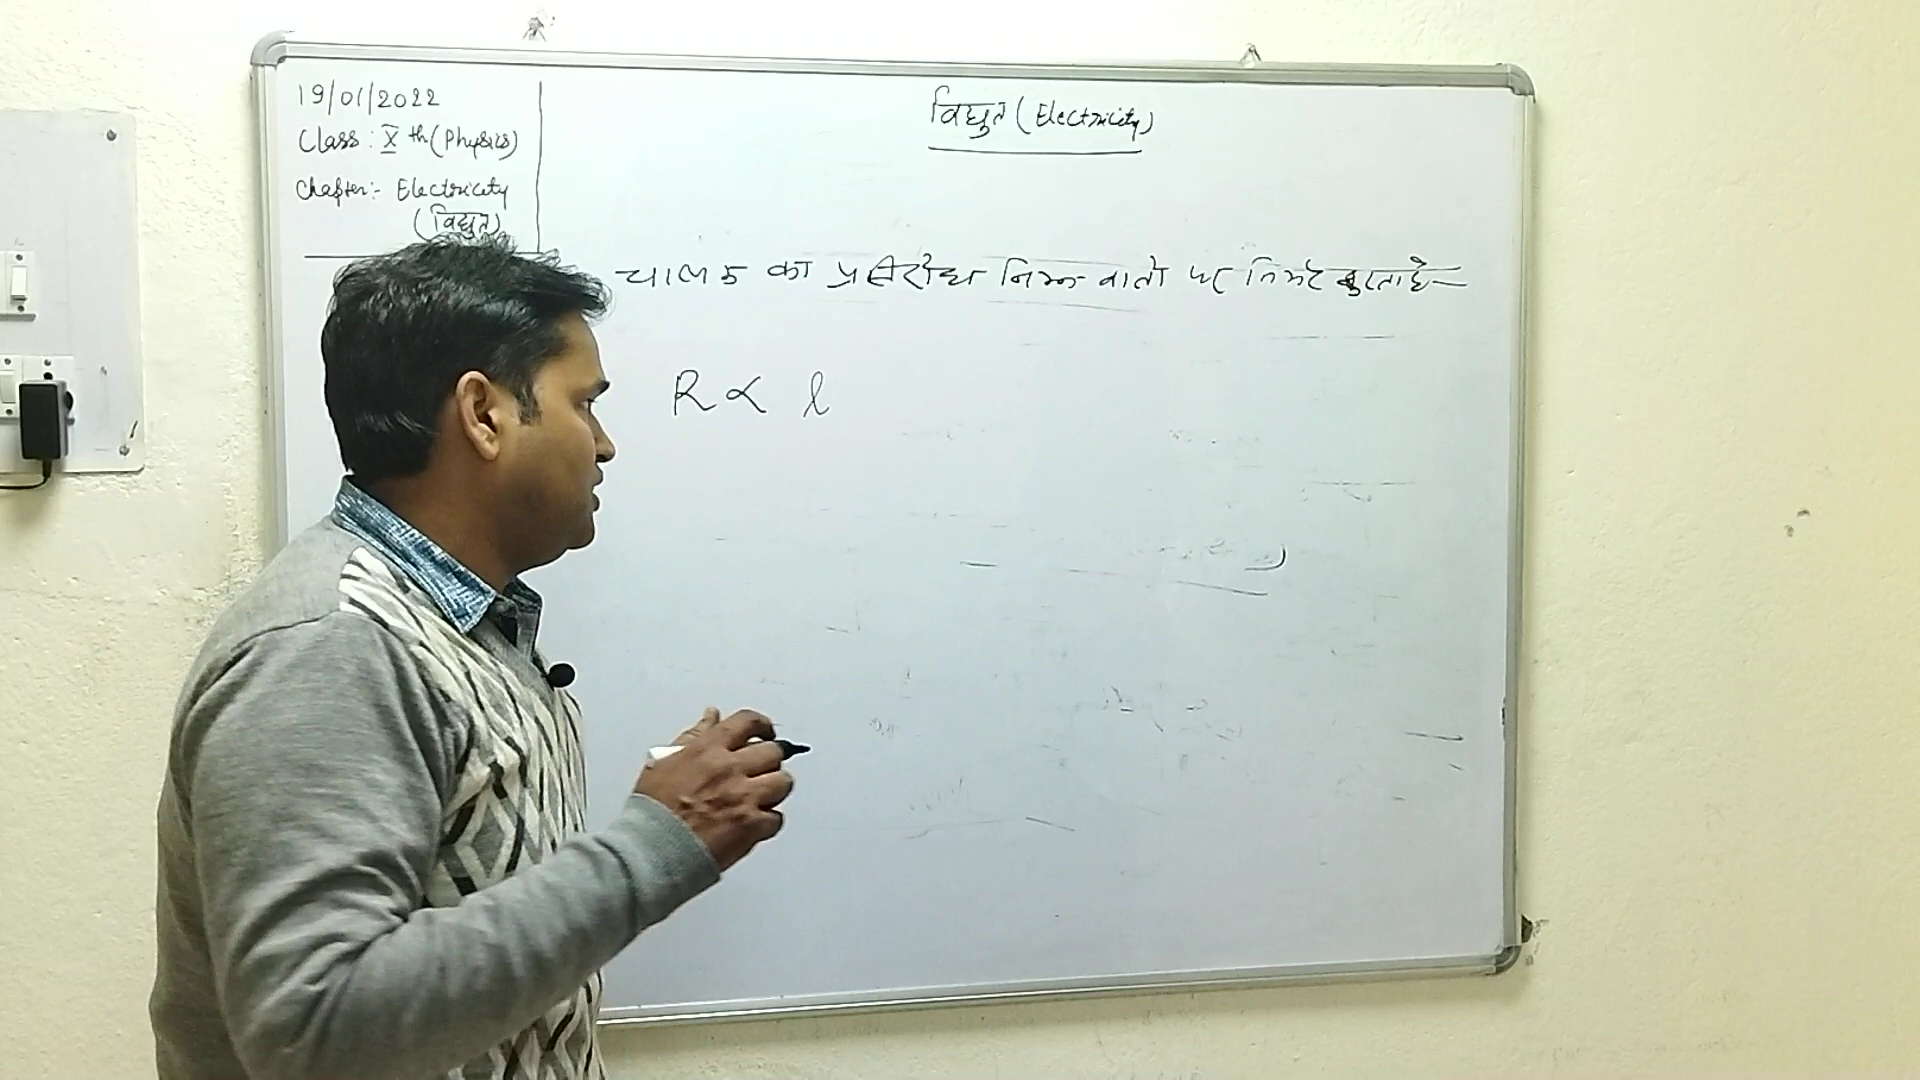 19/01/2022
Class : X th (Physics)
Chapter:- Electricity
(विद्युत)
विद्युत (Electricity)
चालक का प्रतिरोध निम्न बातों पर निर्भर करता है—
R ∝ l